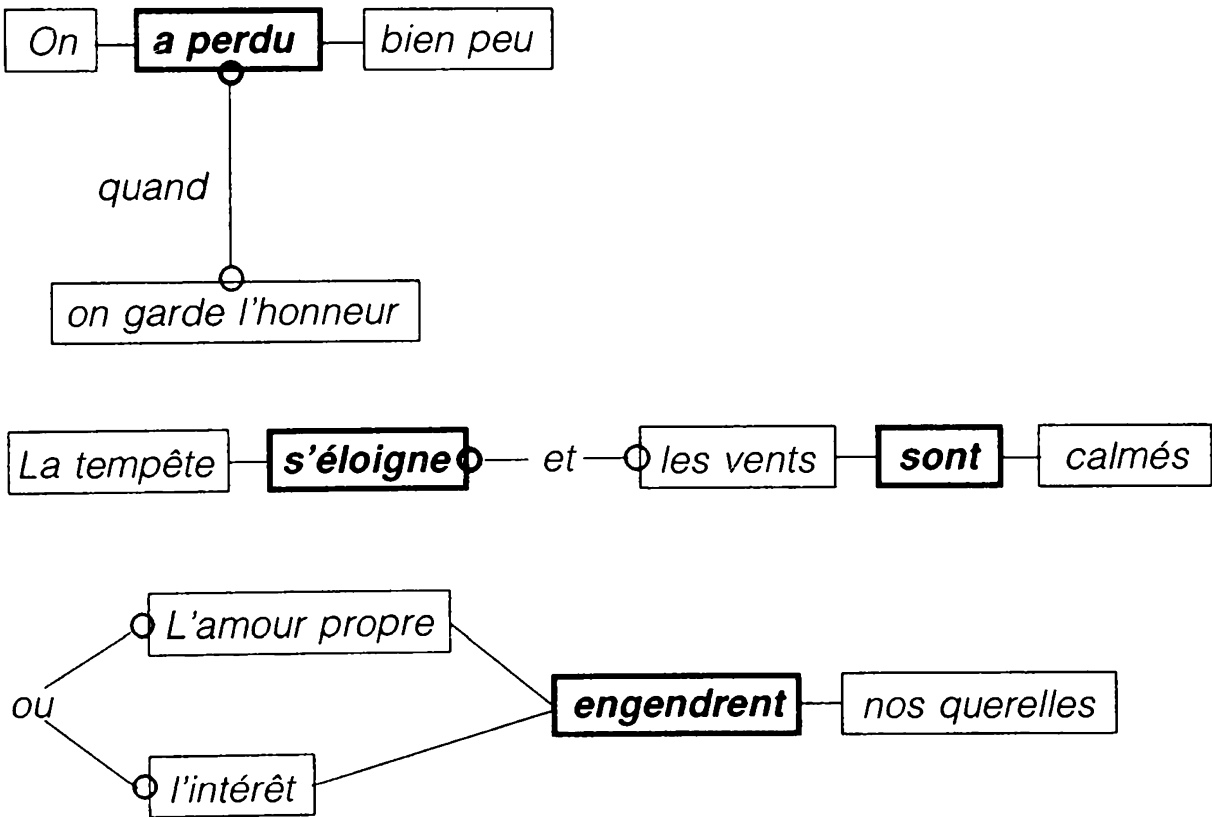 On a perdu bien peu
quand
on garde l'honneur
La tempête s'éloigne et les vents sont calmés
L'amour propre
ou engendrent nos querelles
l'intérêt